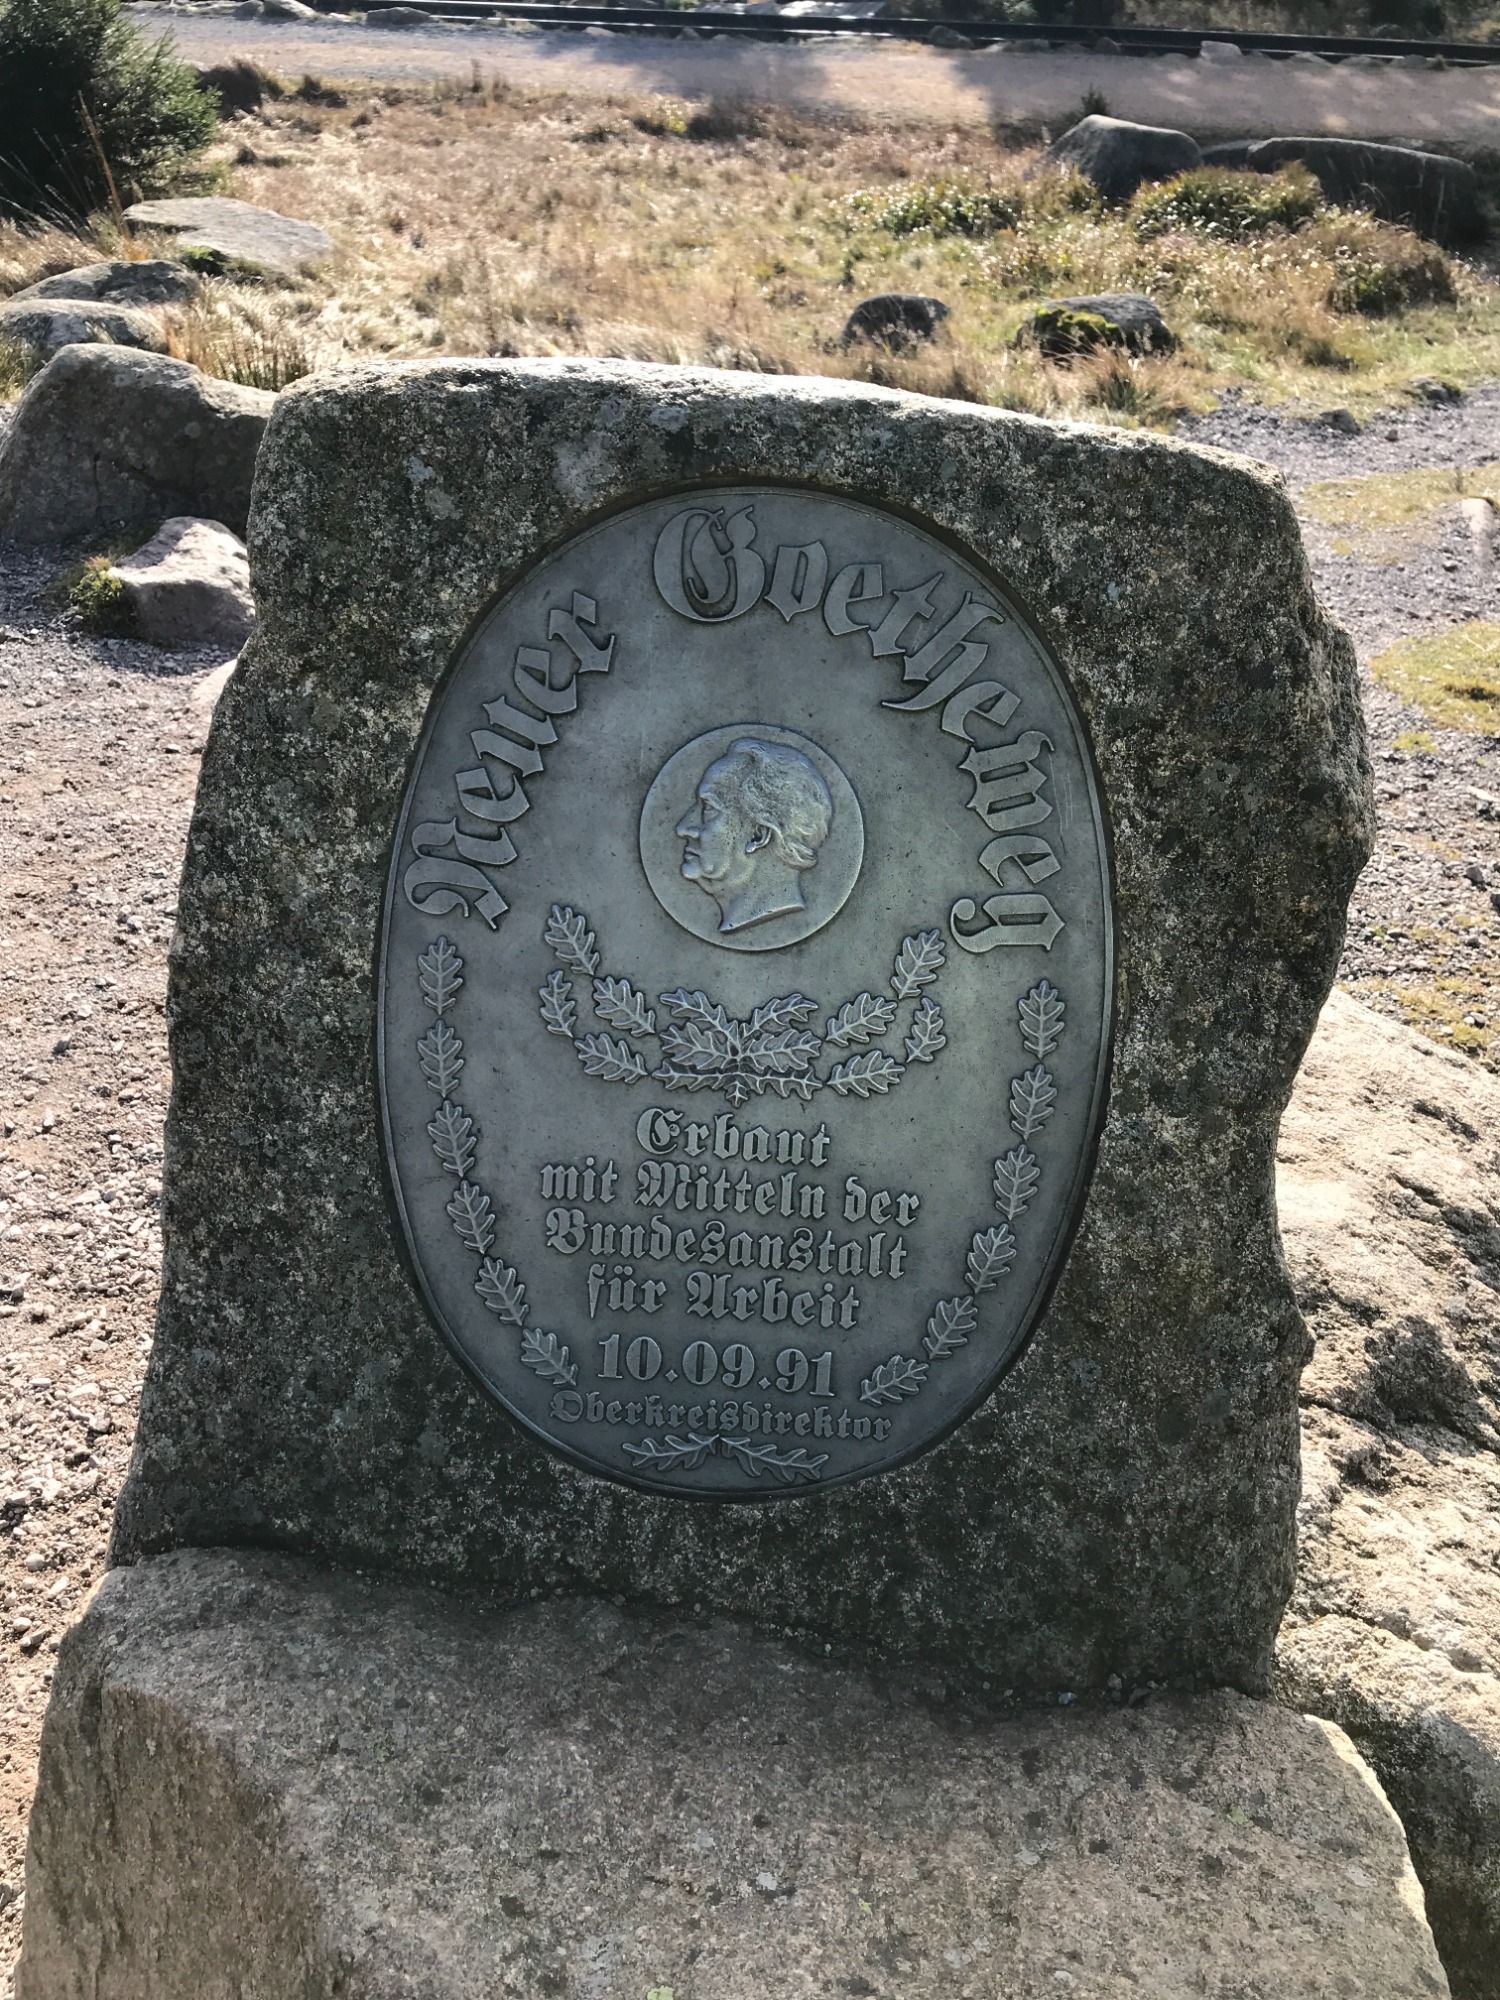 Neuer Goetheweg
Erbaut
mit Mitteln der
Bundesanstalt
für Arbeit
10.09.91
Oberkreisdirektor